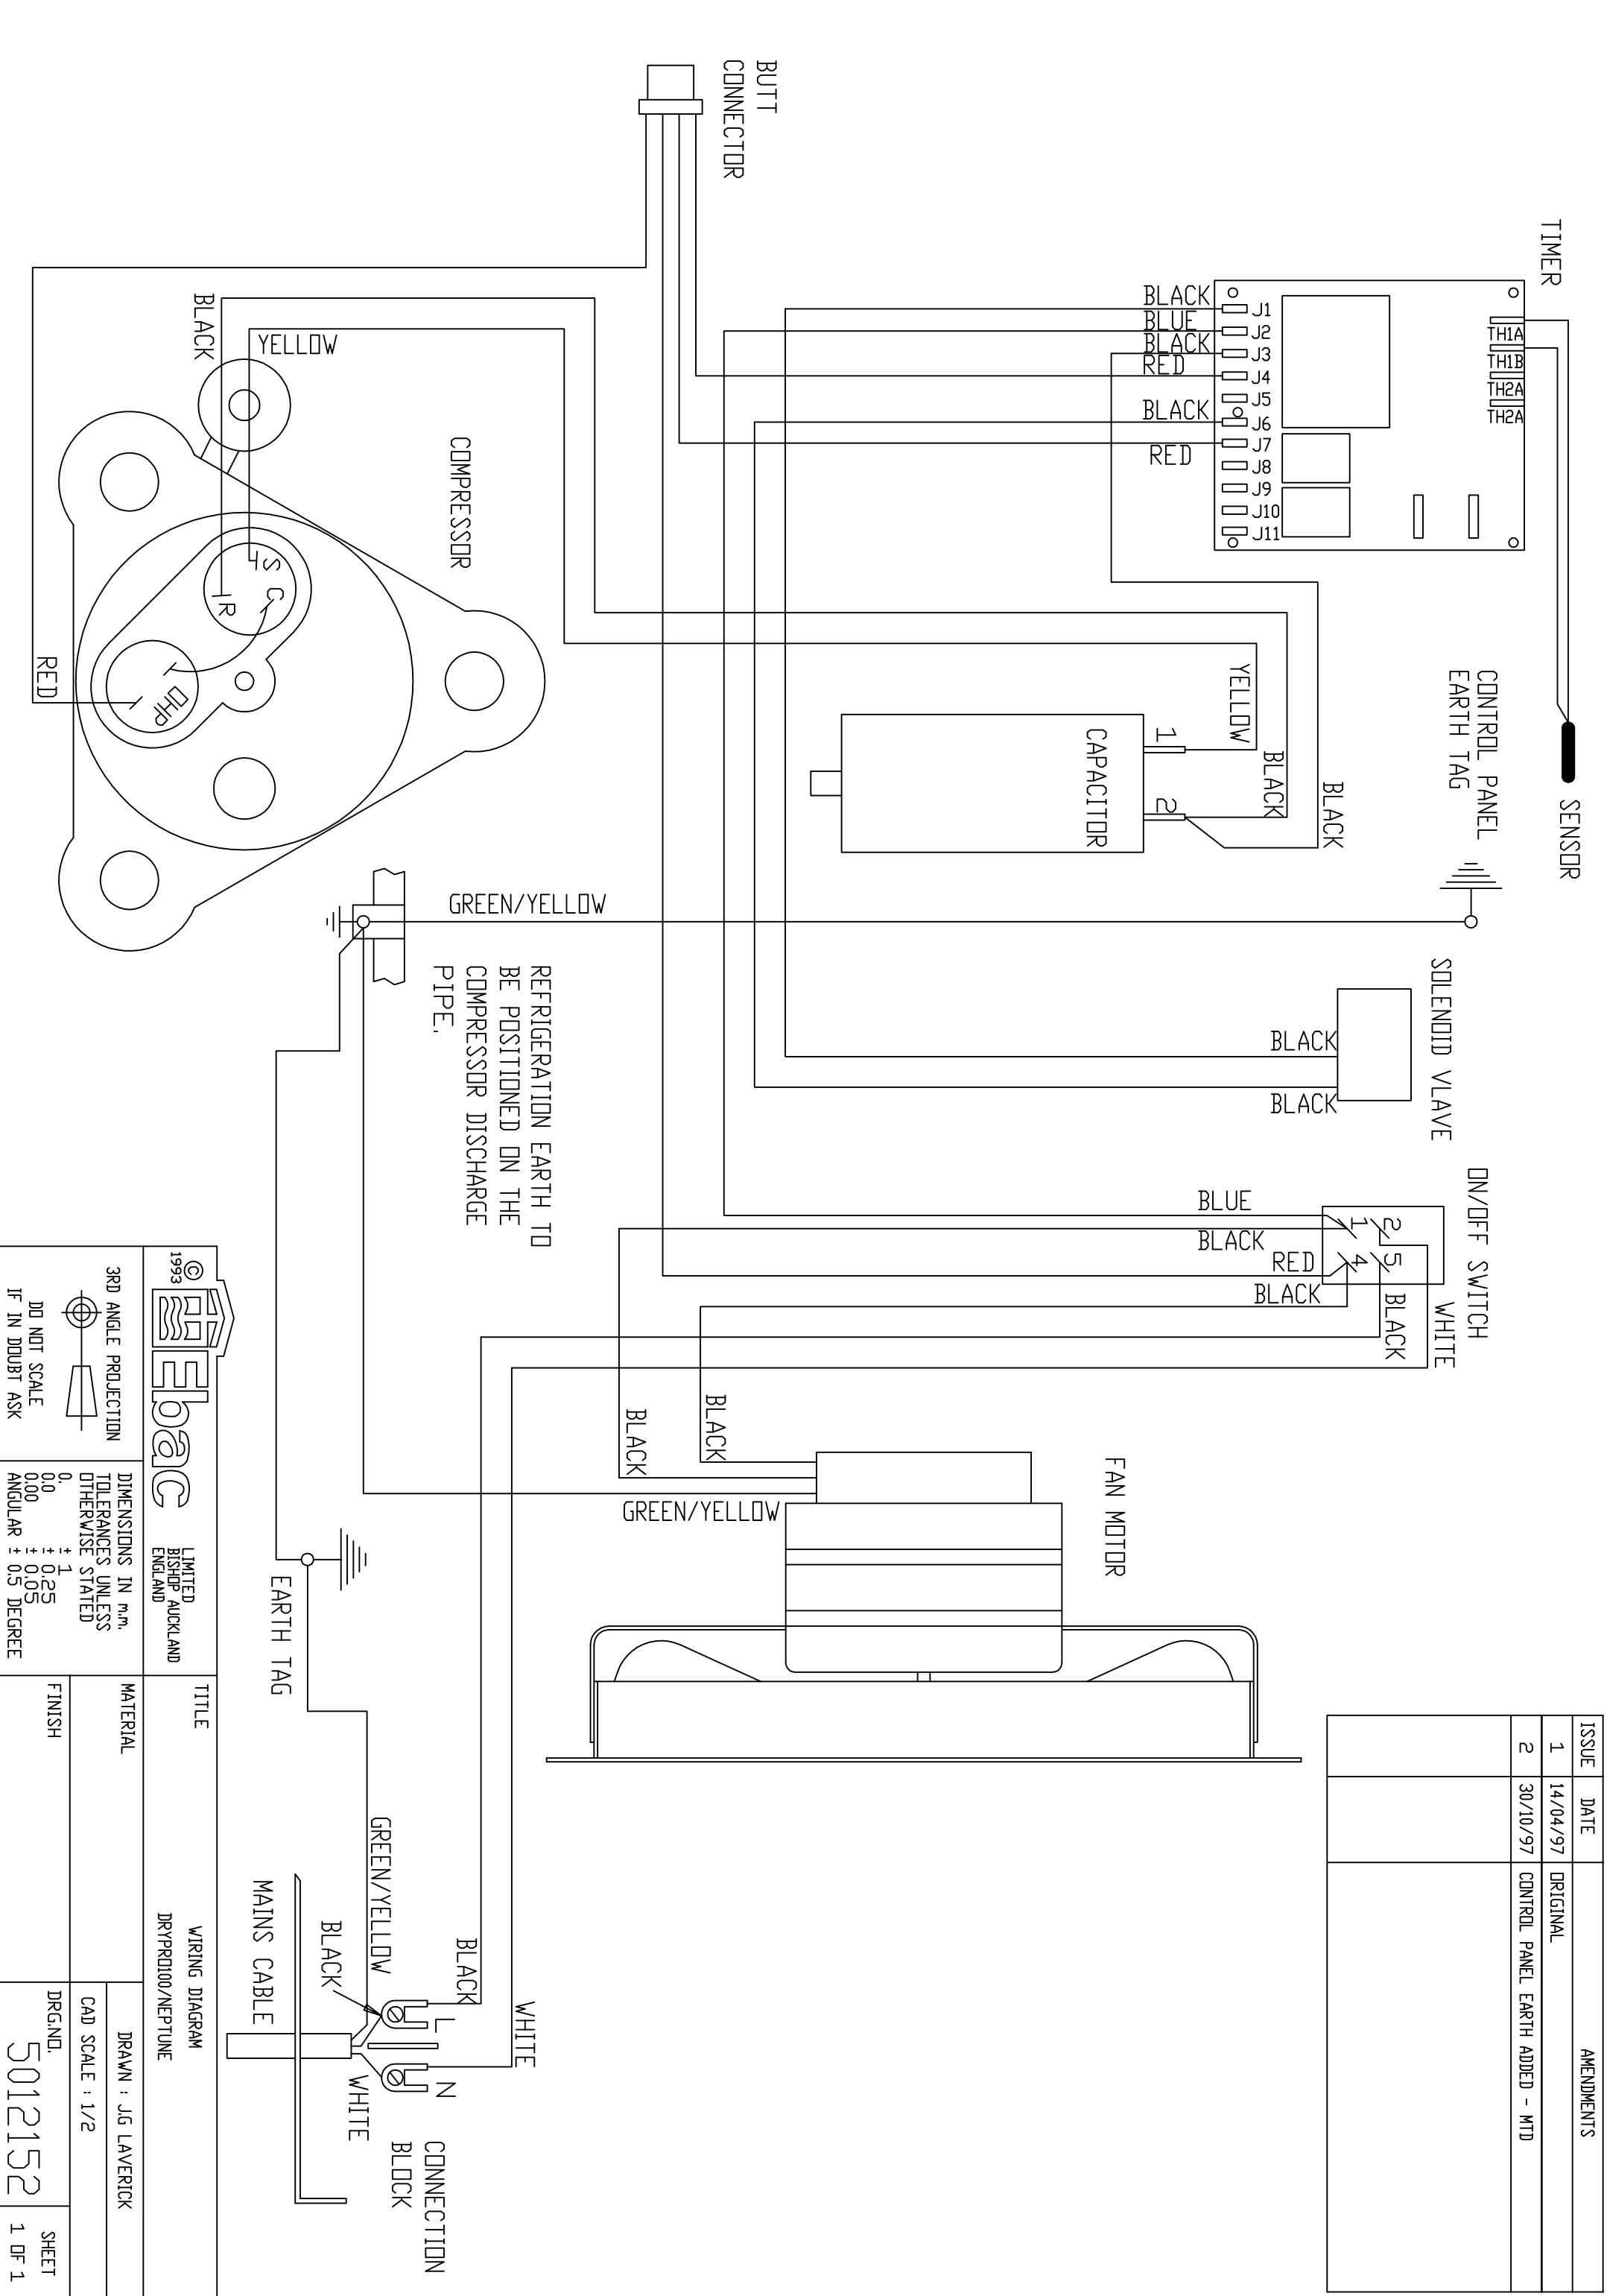 BUTT
CONNECTOR
TIMER
BLACK
BLUE
BLACK
RED
BLACK
RED
J1
J2
J3
J4
J5
J6
J7
J8
J9
J10
J11
TH1A
TH1B
TH2A
TH2A
SENSOR
CONTROL PANEL
EARTH TAG
BLACK
YELLOW
COMPRESSOR
S
C
R
OHP
RED
YELLOW
BLACK
BLACK
1
2
CAPACITOR
GREEN/YELLOW
REFRIGERATION EARTH TO
BE POSITIONED ON THE
COMPRESSOR DISCHARGE
PIPE.
SOLENOID VLAVE
BLACK
BLACK
ON/OFF SWITCH
BLUE
BLACK
RED
BLACK
2
5
1
4
WHITE
BLACK
BLACK
BLACK
GREEN/YELLOW
FAN MOTOR
EARTH TAG
GREEN/YELLOW
BLACK
MAINS CABLE
BLACK
WHITE
L
N
WHITE
CONNECTION
BLOCK
ISSUE
DATE
AMENDMENTS
1
14/04/97
ORIGINAL
2
30/10/97
CONTROL PANEL EARTH ADDED - MTD
©
1993
Ebac
LIMITED
BISHOP AUCKLAND
ENGLAND
3RD ANGLE PROJECTION
DO NOT SCALE
IF IN DOUBT ASK
DIMENSIONS IN m.m.
TOLERANCES UNLESS
OTHERWISE STATED
0. ± 1
0.0 ± 0.25
0.00 ± 0.05
ANGULAR ± 0.5 DEGREE
TITLE
WIRING DIAGRAM
DRYPRO100/NEPTUNE
MATERIAL
FINISH
DRAWN : J.G LAVERICK
CAD SCALE : 1/2
DRG.NO.
5012152
SHEET
1 OF 1